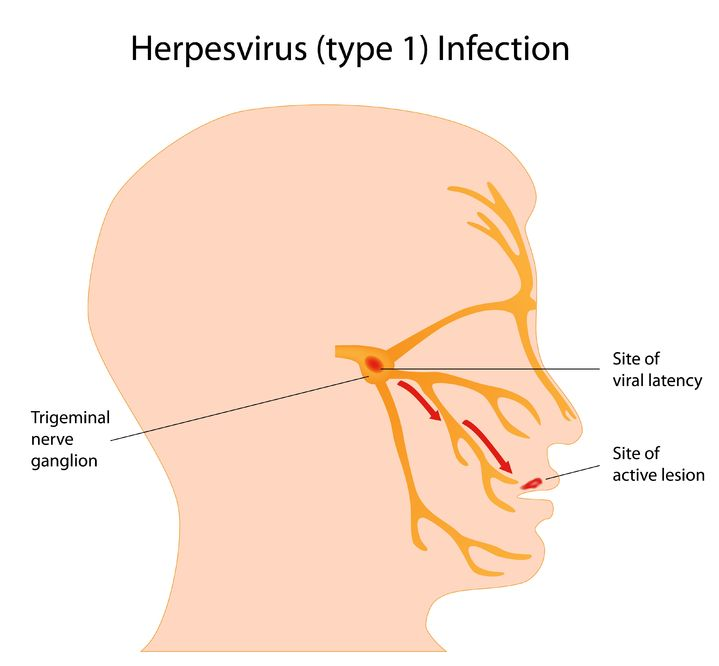 Herpesvirus (type 1) Infection
Site of
viral latency
Trigeminal
nerve
ganglion
Site of
active lesion